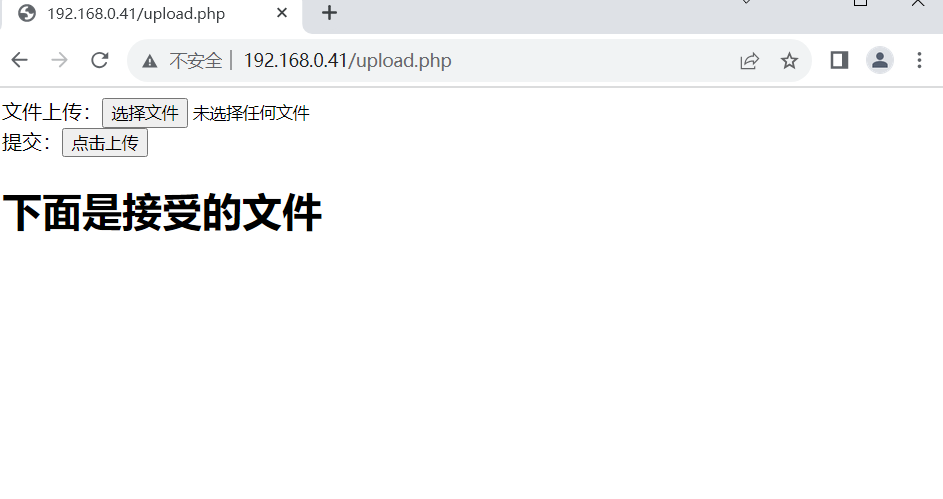 192.168.0.41/upload.php
不安全 192.168.0.41/upload.php
文件上传：选择文件 未选择任何文件
提交：点击上传
下面是接受的文件